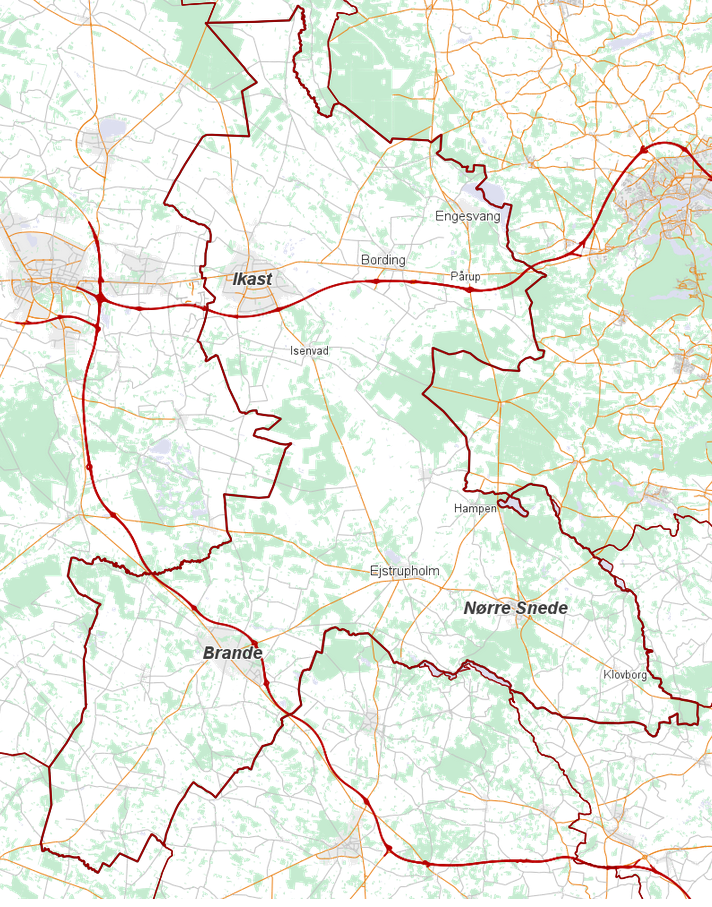 Engesvang
Bording
Pårup
Ikast
Isenvad
Hampen
Ejstrupholm
Nørre Snede
Brande
Klovborg